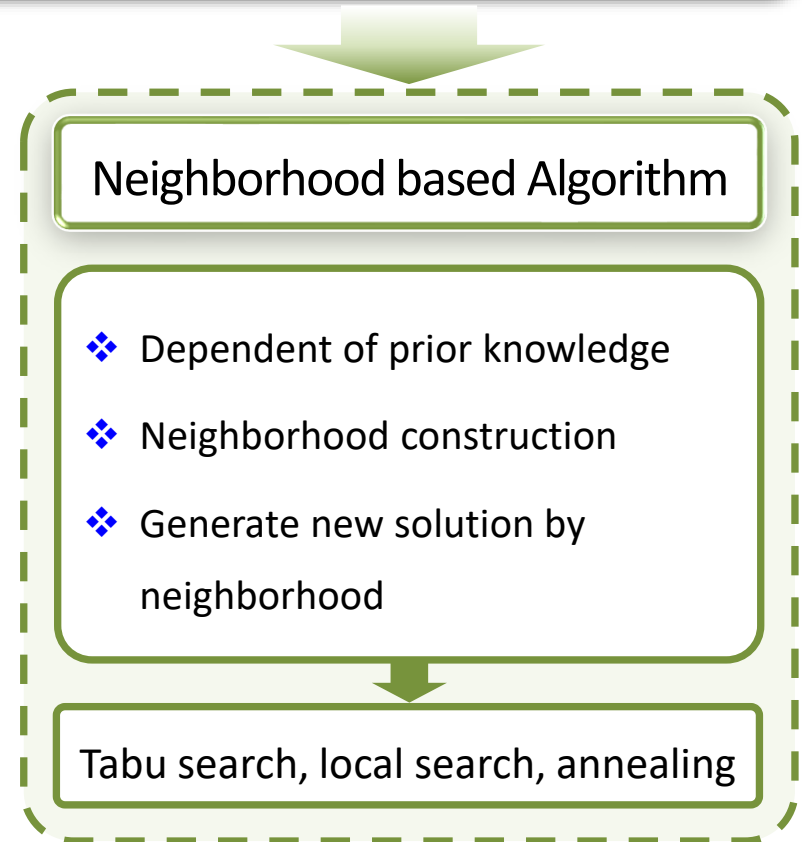 Neighborhood based Algorithm
Dependent of prior knowledge
Neighborhood construction
Generate new solution by
neighborhood
Tabu search, local search, annealing